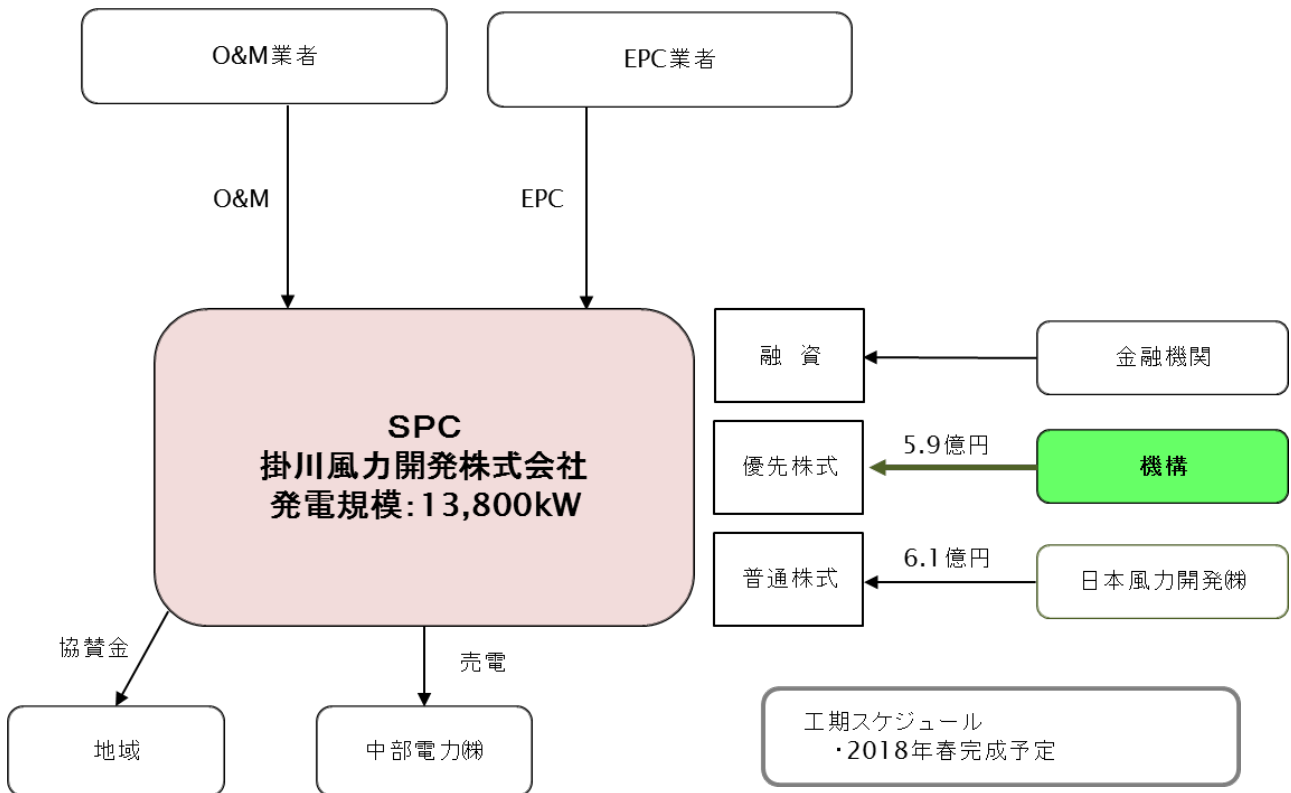 O&M業者
EPC業者
O&M
EPC
SPC
掛川風力開発株式会社
発電規模：13,800kW
融 資
金融機関
優先株式
5.9億円
機構
普通株式
6.1億円
日本風力開発㈱
協賛金
売電
地域
中部電力㈱
工期スケジュール
・2018年春完成予定